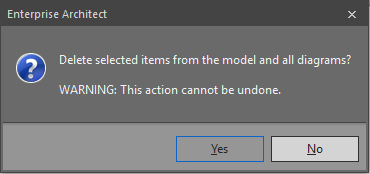 Enterprise Architect
Delete selected items from the model and all diagrams?
WARNING: This action cannot be undone.
Yes
No